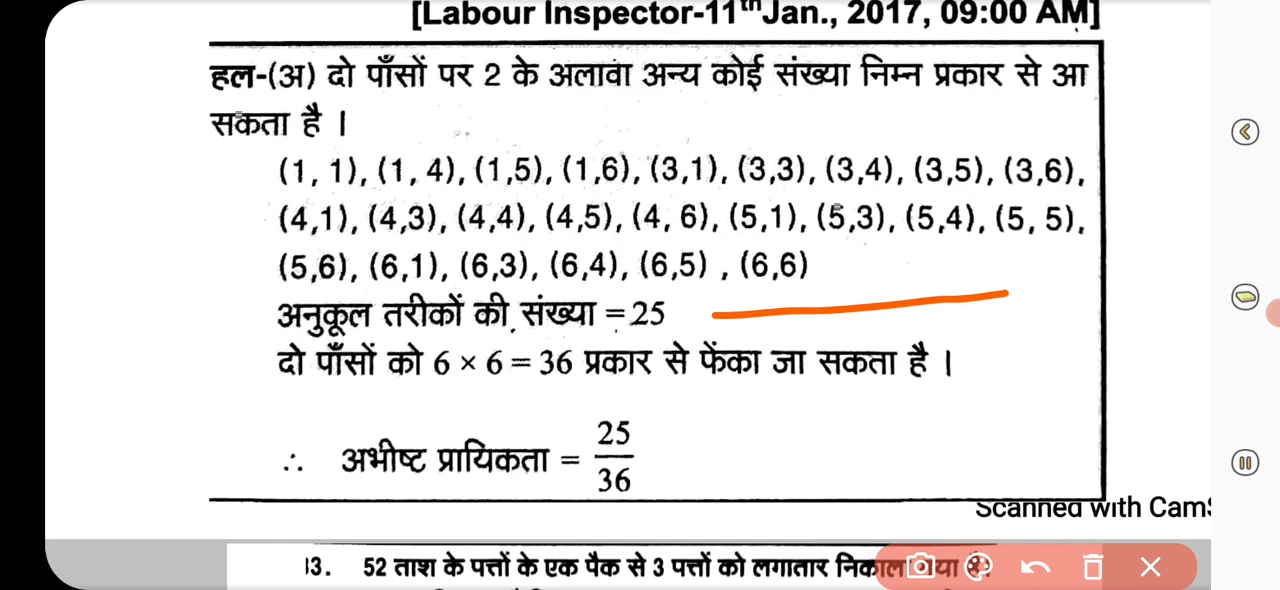 [Labour Inspector-11th Jan., 2017, 09:00 AM]
हल-(अ) दो पाँसों पर 2 के अलावा अन्य कोई संख्या निम्न प्रकार से आ
सकता है ।
(1, 1), (1, 4), (1,5), (1,6), (3,1), (3,3), (3,4), (3,5), (3,6),
(4,1), (4,3), (4,4), (4,5), (4, 6), (5,1), (5,3), (5,4), (5, 5),
(5,6), (6,1), (6,3), (6,4), (6,5) , (6,6)
अनुकूल तरीकों की संख्या = 25
दो पाँसों को 6 × 6 = 36 प्रकार से फेंका जा सकता है ।
∴ अभीष्ट प्रायिकता = 25/36
Scanned with
13. 52 ताश के पत्तों के एक पैक से 3 पत्तों को लगातार